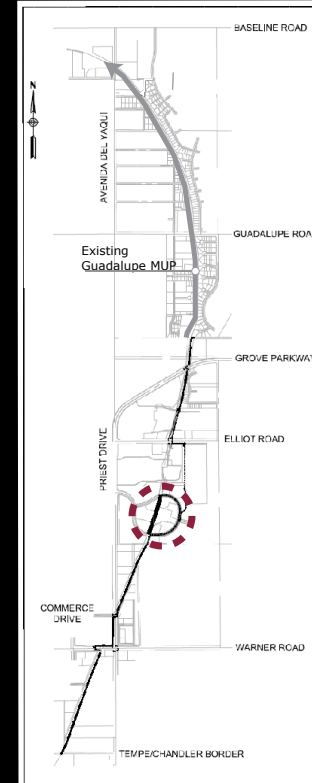 BASELINE ROAD
N
AVENIDA DEL YAQUI
GUADALUPE ROA
Existing
Guadalupe MUP
GROVE PARKWAY
PRIEST DRIVE
ELLIOT ROAD
COMMERCE
DRIVE
WARNER ROAD
TEMPE/CHANDLER BORDER